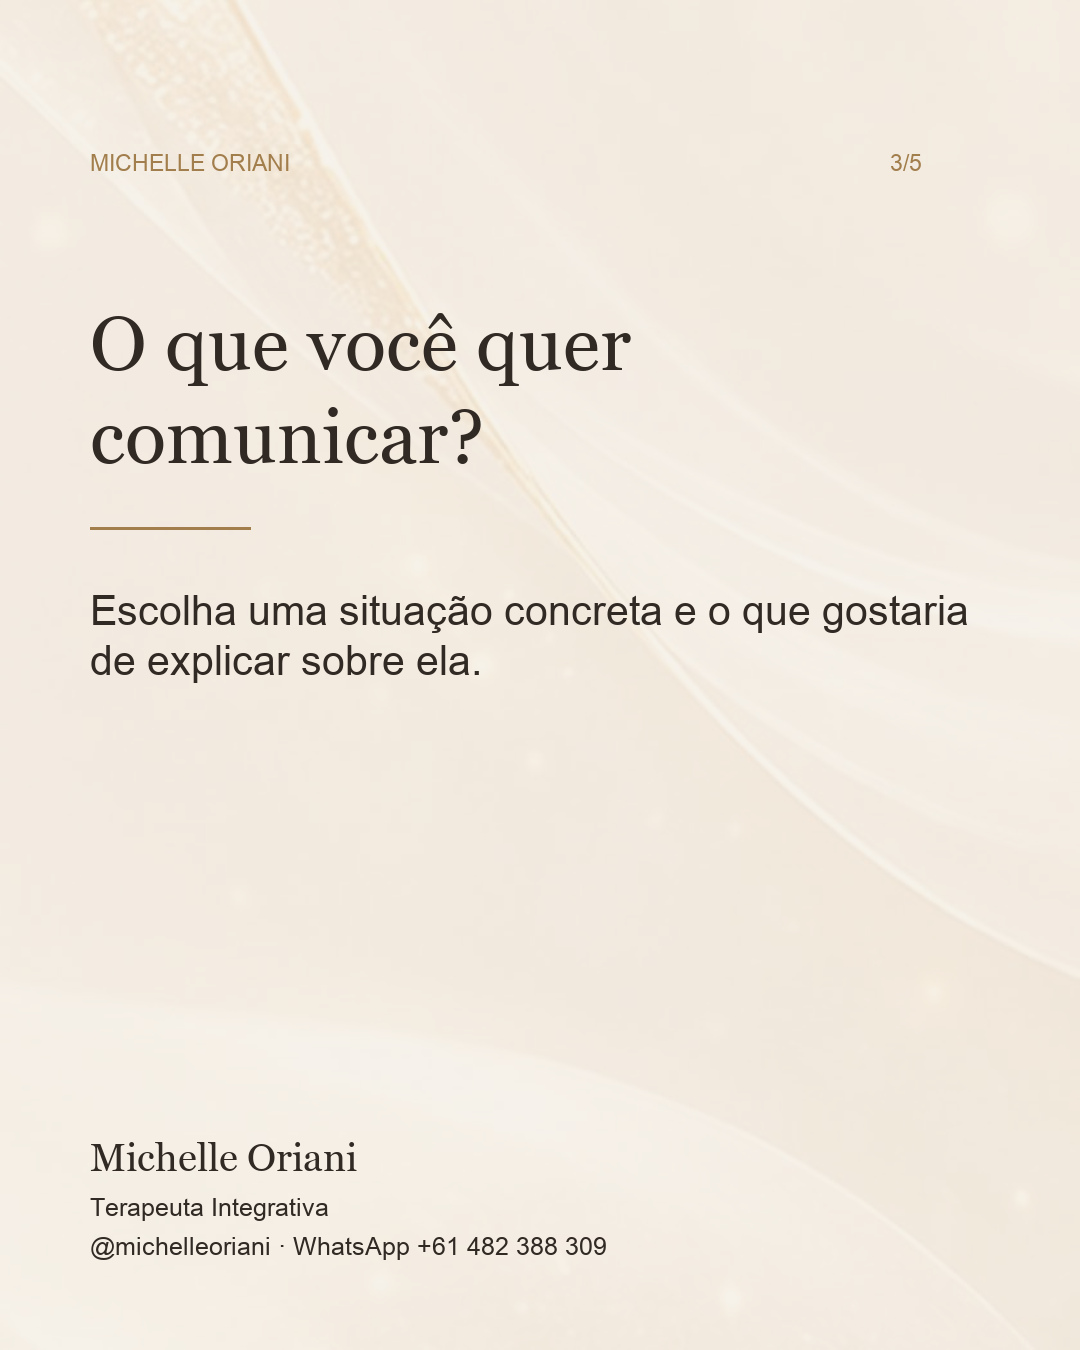 MICHELLE ORIANI
3/5
O que você quer
comunicar?
Escolha uma situação concreta e o que gostaria
de explicar sobre ela.
Michelle Oriani
Terapeuta Integrativa
@michelleoriani · WhatsApp +61 482 388 309